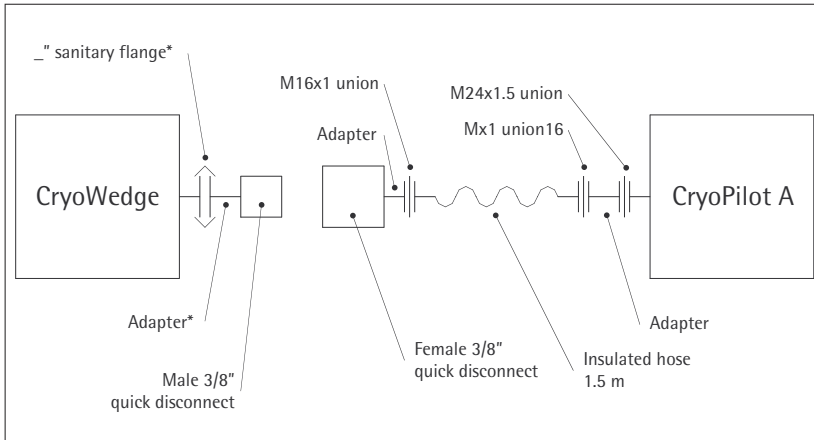 _" sanitary flange*
M16x1 union
M24x1.5 union
Adapter
Mx1 union16
CryoWedge
CryoPilot A
Adapter*
Adapter
Male 3/8"
quick disconnect
Female 3/8"
quick disconnect
Insulated hose
1.5 m